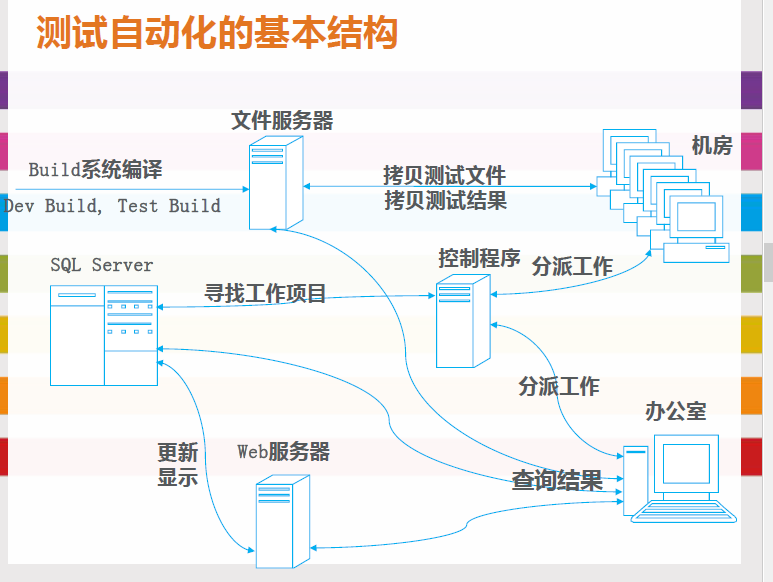 测试自动化的基本结构
文件服务器
机房
Build系统编译
Dev Build, Test Build
拷贝测试文件
拷贝测试结果
SQL Server
控制程序
分派工作
寻找工作项目
分派工作
办公室
更新
显示
Web服务器
查询结果